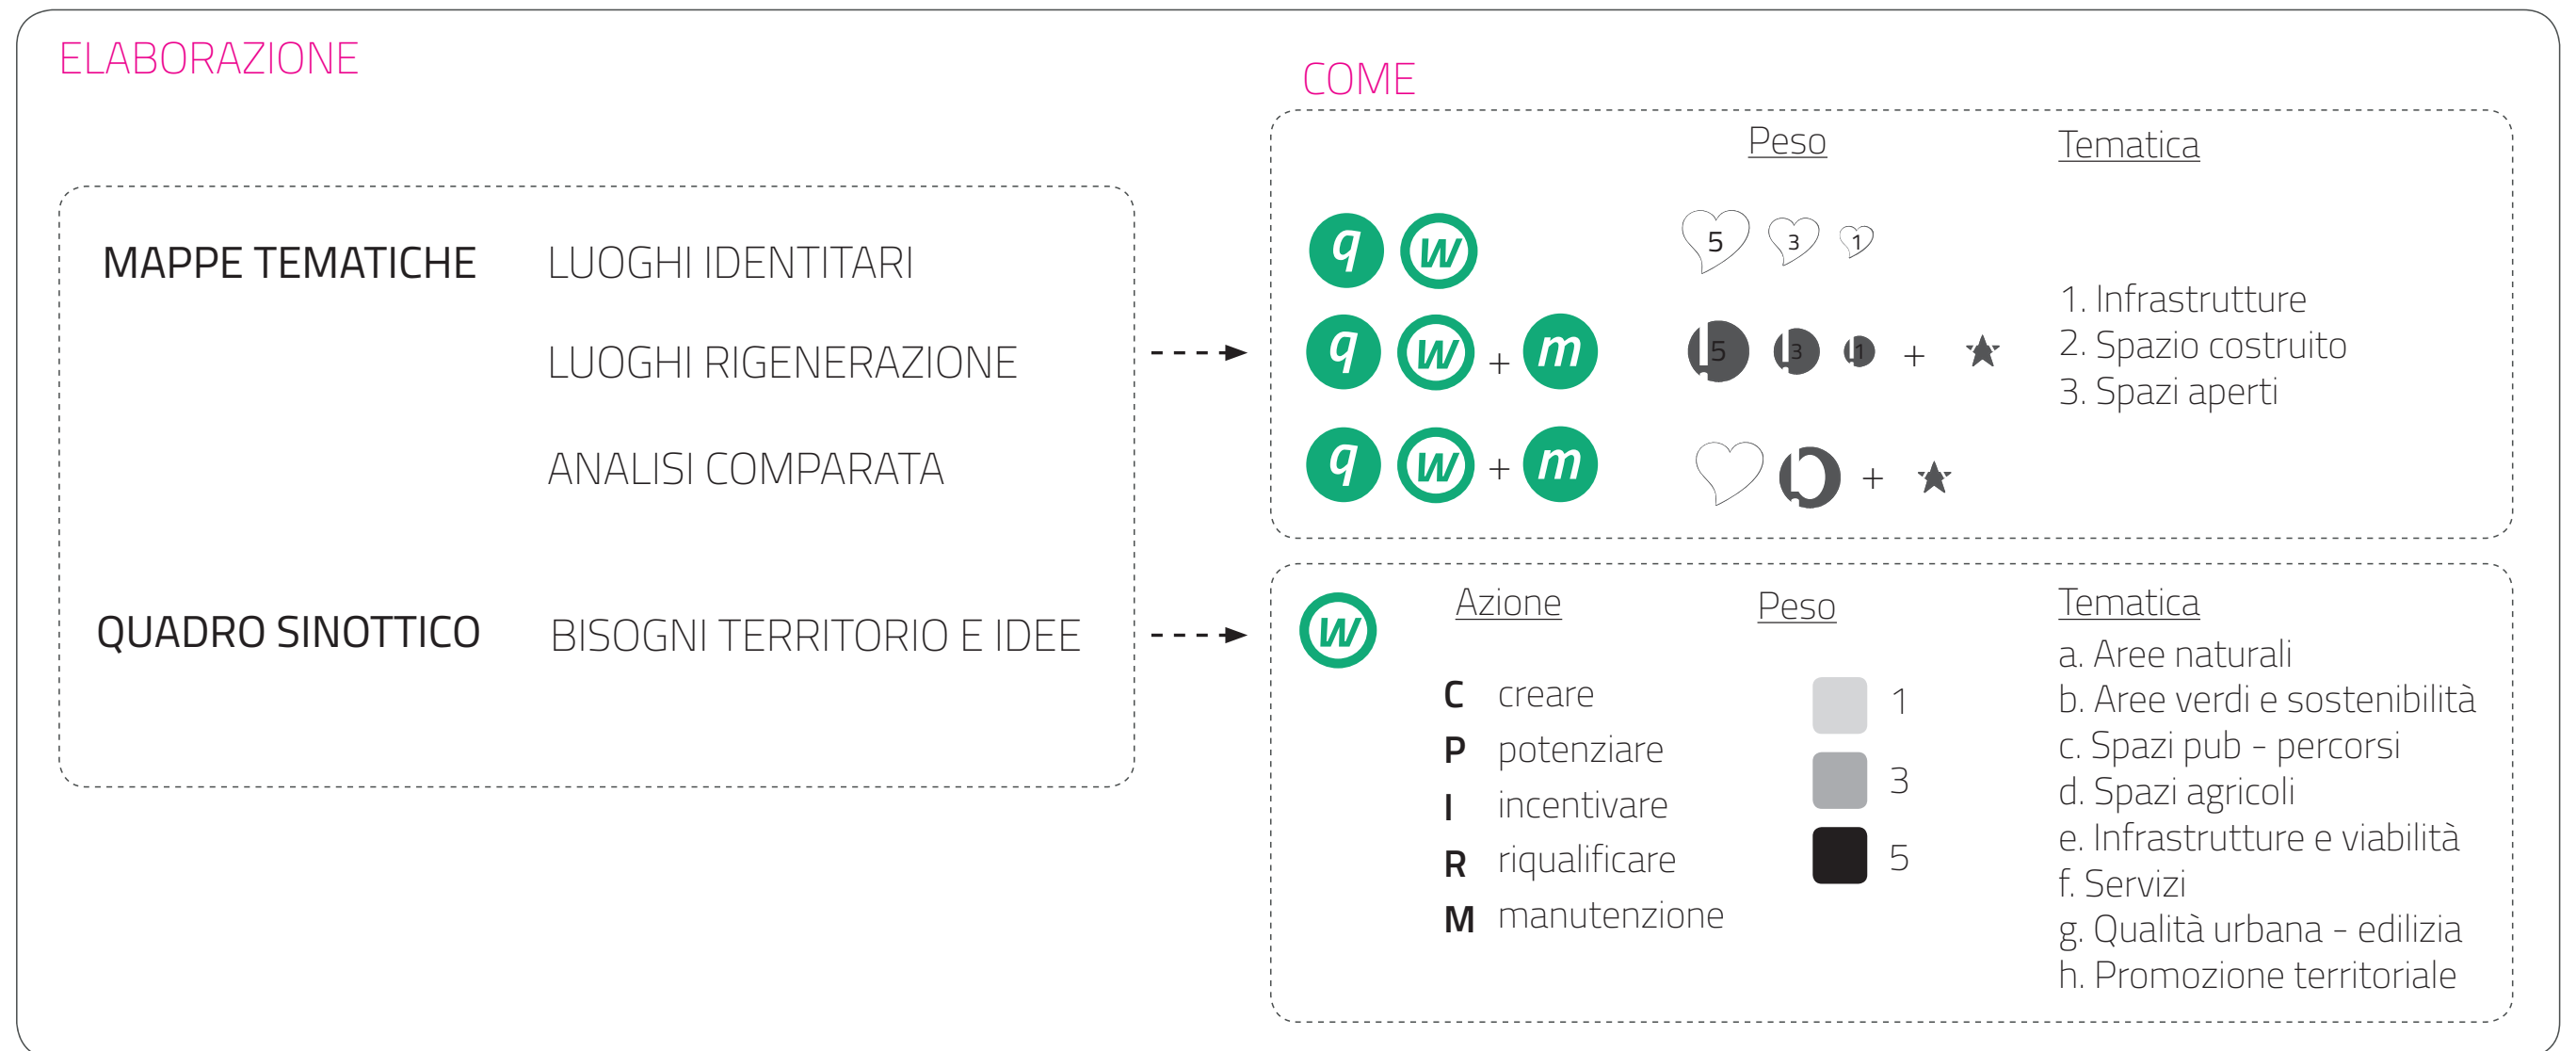 ELABORAZIONE
MAPPE TEMATICHE LUOGHI IDENTITARI
LUOGHI RIGENERAZIONE
ANALISI COMPARATA
QUADRO SINOTTICO BISOGNI TERRITORIO E IDEE
COME
Peso Tematica
q w 5 3 1
q w + m 5 3 1 +
q w + m +
1. Infrastrutture
2. Spazio costruito
3. Spazi aperti
w Azione Peso Tematica
C creare
P potenziare
I incentivare
R riqualificare
M manutenzione
1
3
5
a. Aree naturali
b. Aree verdi e sostenibilità
c. Spazi pub - percorsi
d. Spazi agricoli
e. Infrastrutture e viabilità
f. Servizi
g. Qualità urbana - edilizia
h. Promozione territoriale